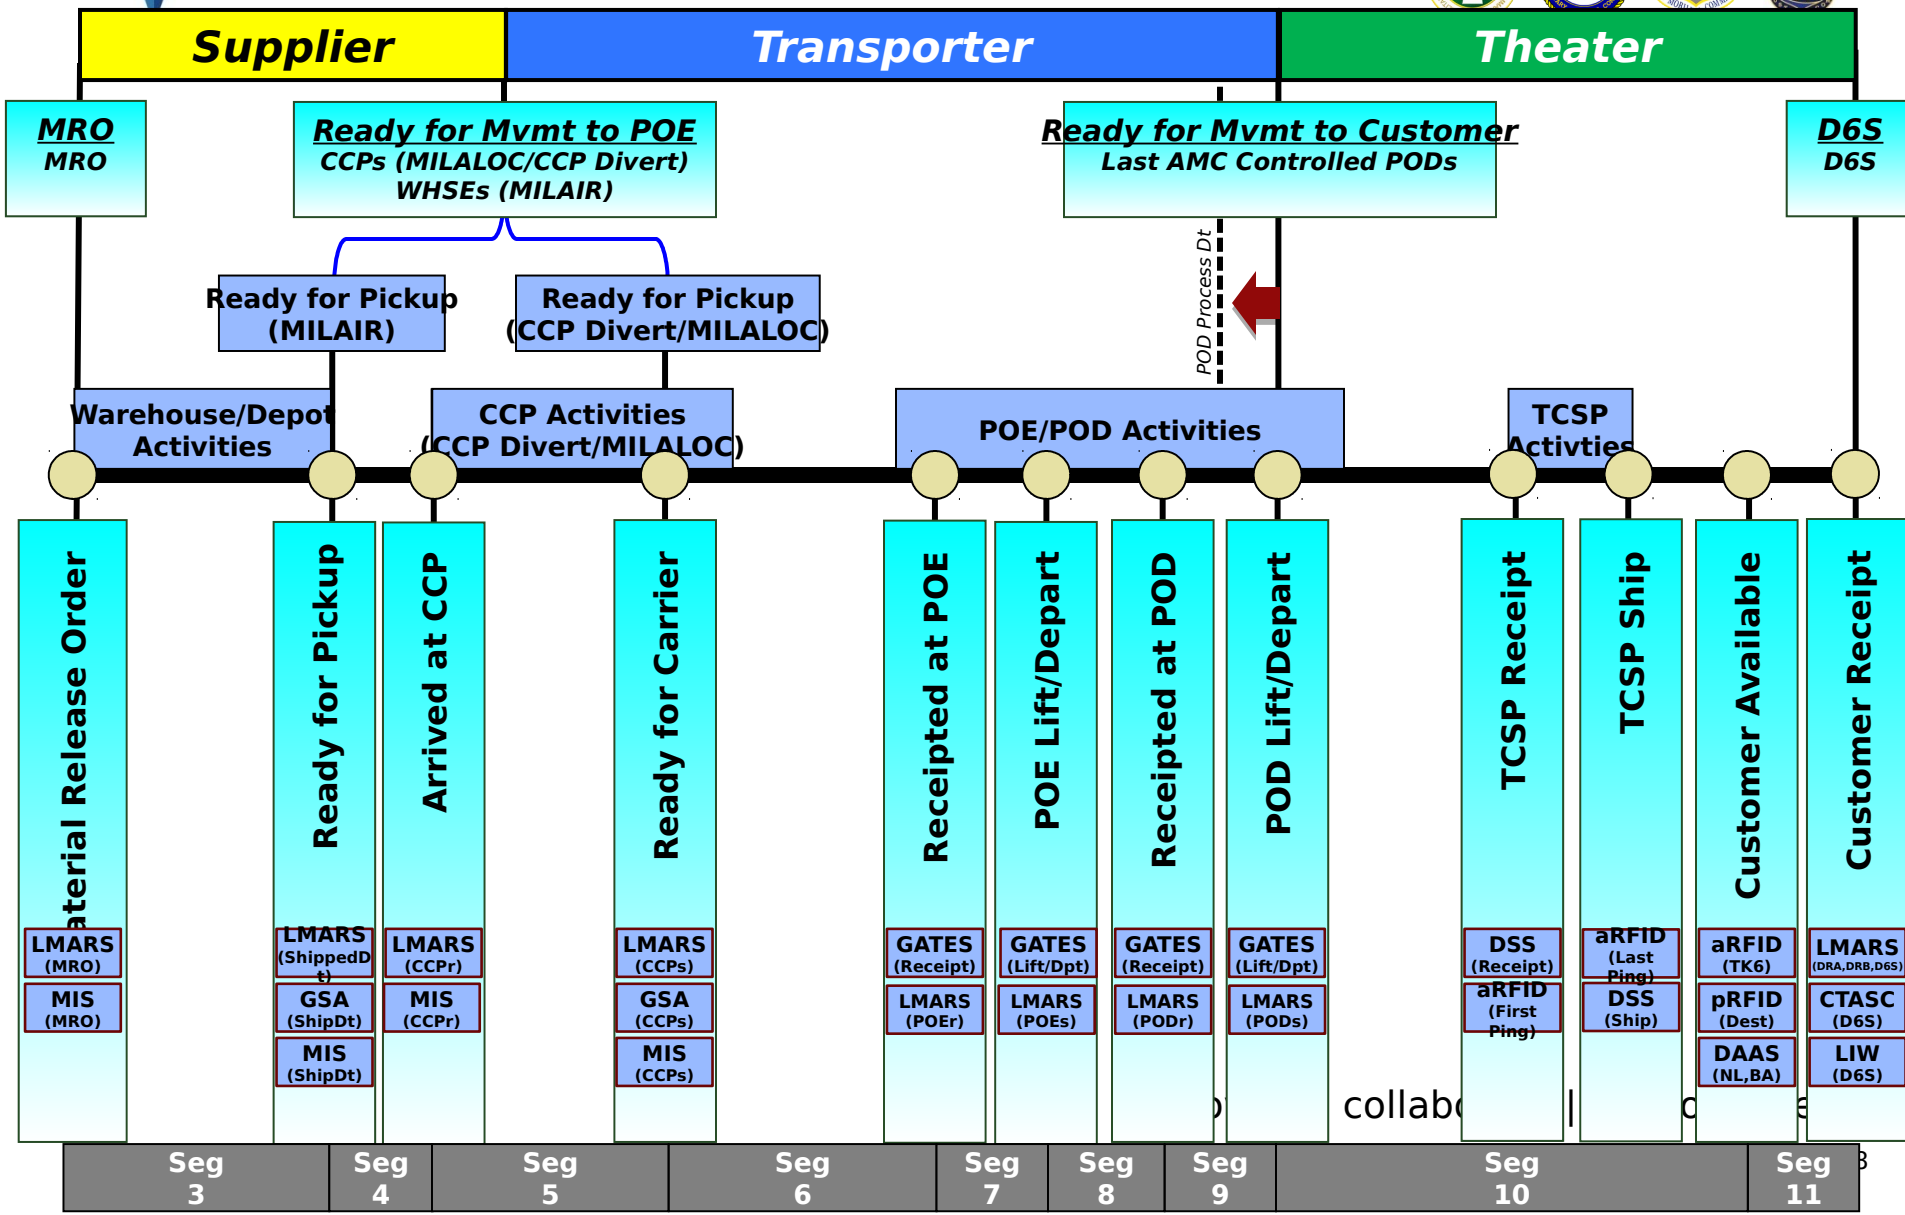 Supplier
Transporter
Theater
MRO
MRO
Ready for Mvmt to POE
CCPs (MILALOC/CCP Divert)
WHSEs (MILAIR)
Ready for Mvmt to Customer
Last AMC Controlled PODs
D6S
D6S
POD Process Dt
Ready for Pickup
(MILAIR)
Ready for Pickup
(CCP Divert/MILALOC)
Warehouse/Depot
Activities
CCP Activities
(CCP Divert/MILALOC)
POE/POD Activities
TCSP
Activties
aterial Release Order
LMARS
(MRO)
MIS
(MRO)
Ready for Pickup
LMARS
(ShippedD
t)
GSA
(ShipDt)
MIS
(ShipDt)
Arrived at CCP
LMARS
(CCPr)
MIS
(CCPr)
Ready for Carrier
LMARS
(CCPs)
GSA
(CCPs)
MIS
(CCPs)
Receipted at POE
GATES
(Receipt)
LMARS
(POEr)
POE Lift/Depart
GATES
(Lift/Dpt)
LMARS
(POEs)
Receipted at POD
GATES
(Receipt)
LMARS
(PODr)
POD Lift/Depart
GATES
(Lift/Dpt)
LMARS
(PODs)
TCSP Receipt
DSS
(Receipt)
aRFID
(First
Ping)
TCSP Ship
aRFID
(Last
Ping)
DSS
(Ship)
Customer Available
aRFID
(TK6)
pRFID
(Dest)
DAAS
(NL,BA)
Customer Receipt
LMARS
(DRA,DRB,D6S)
CTASC
(D6S)
LIW
(D6S)
collabo |
Seg
3
Seg
4
Seg
5
Seg
6
Seg
7
Seg
8
Seg
9
Seg
10
Seg
11